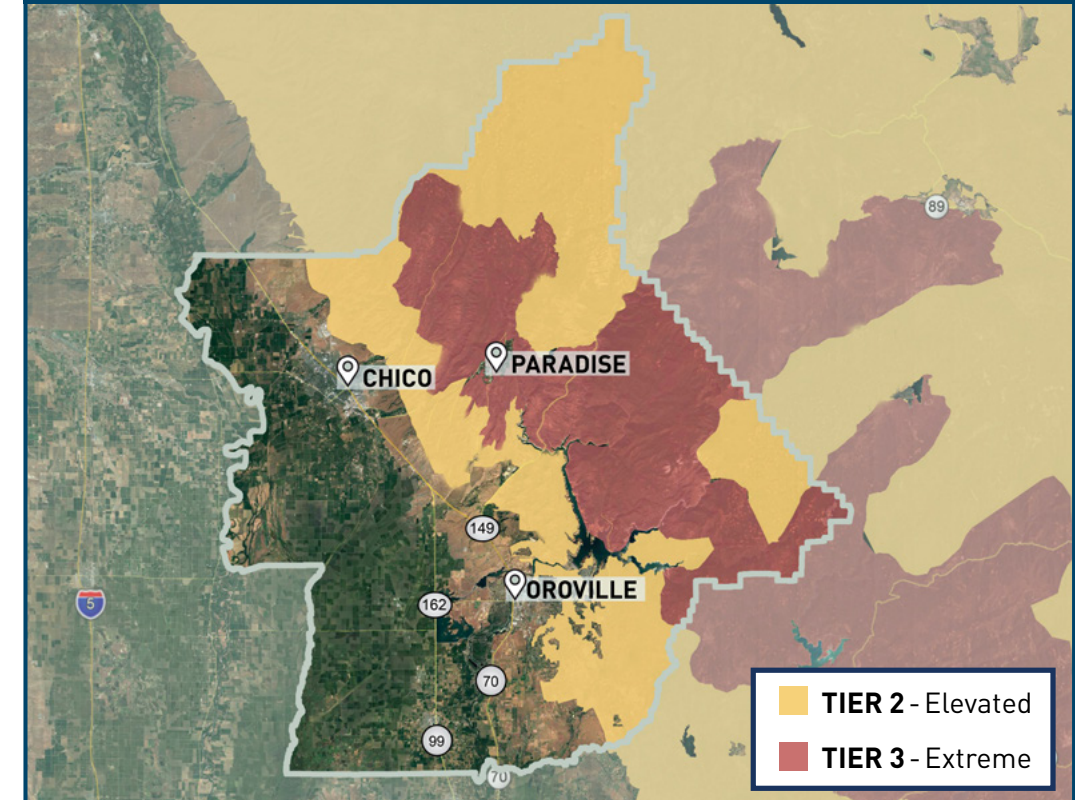 89
PARADISE
CHICO
149
OROVILLE
5
162
70
99
70
TIER 2 - Elevated
TIER 3 - Extreme